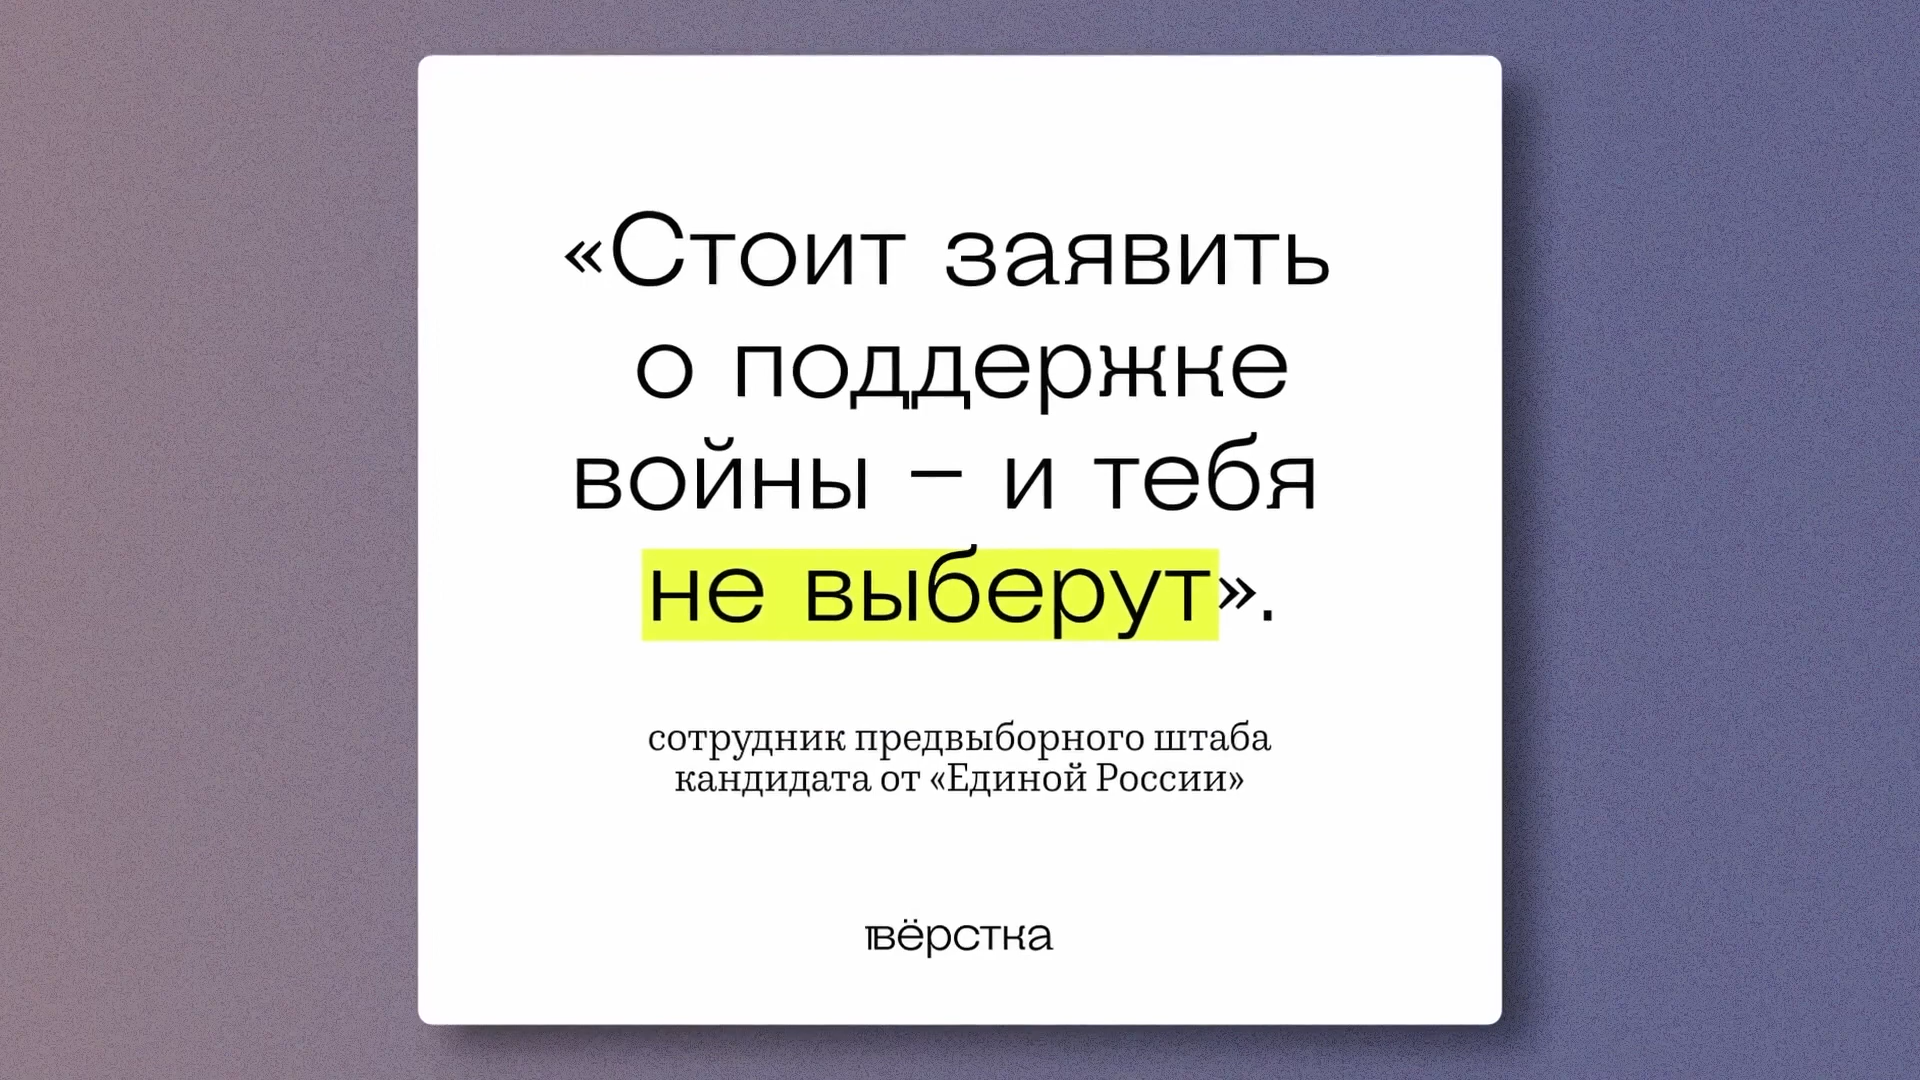 «Стоит заявить
о поддержке
войны – и тебя
не выберут».
сотрудник предвыборного штаба
кандидата от «Единой России»
вёрстка